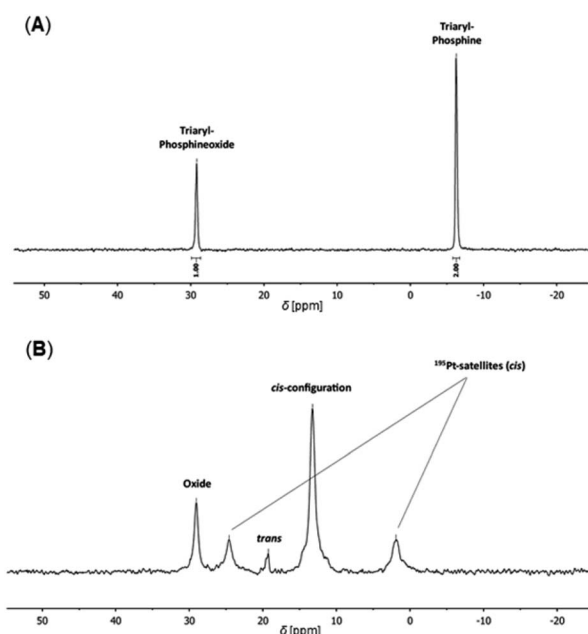 (A)
Triaryl-
Phosphine
Triaryl-
Phosphineoxide
1.00
2.00
50 40 30 20 10 0 -10 -20
δ [ppm]
(B)
¹⁹⁵Pt-satellites (cis)
cis-configuration
Oxide
trans
50 40 30 20 10 0 -10 -20
δ [ppm]